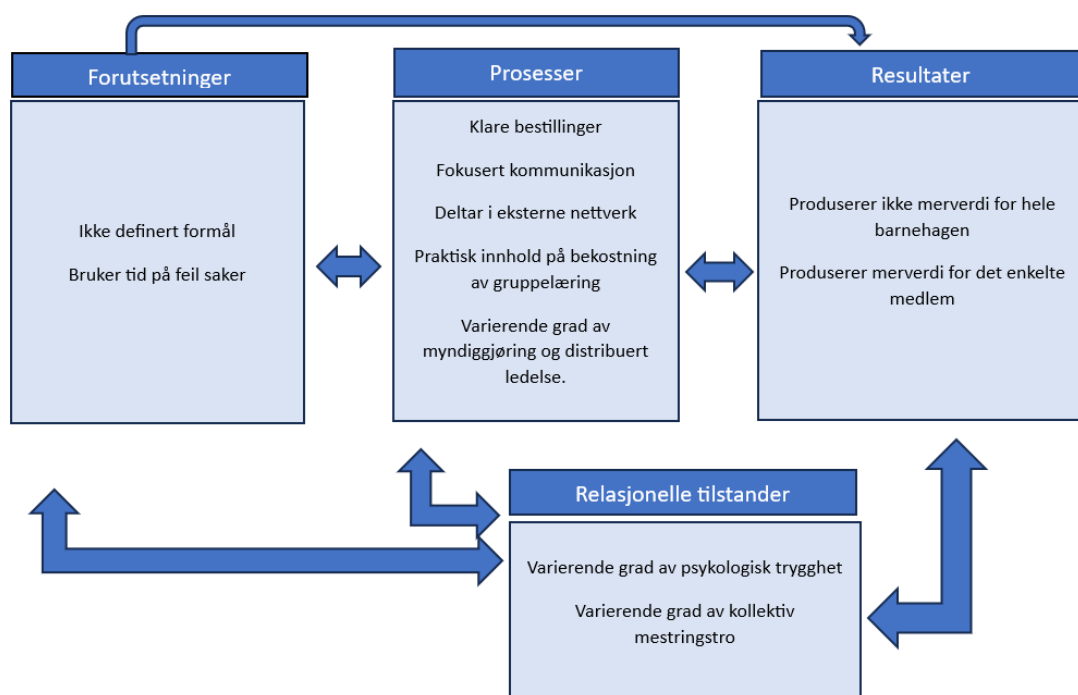 Forutsetninger
Ikke definert formål
Bruker tid på feil saker
Prosesser
Klare bestillinger
Fokusert kommunikasjon
Deltar i eksterne nettverk
Praktisk innhold på bekostning
av gruppelæring
Varierende grad av
myndiggjøring og distribuert
ledelse.
Resultater
Produserer ikke merverdi for hele
barnehagen
Produserer merverdi for det enkelte
medlem
Relasjonelle tilstander
Varierende grad av psykologisk trygghet
Varierende grad av kollektiv
mestringstro